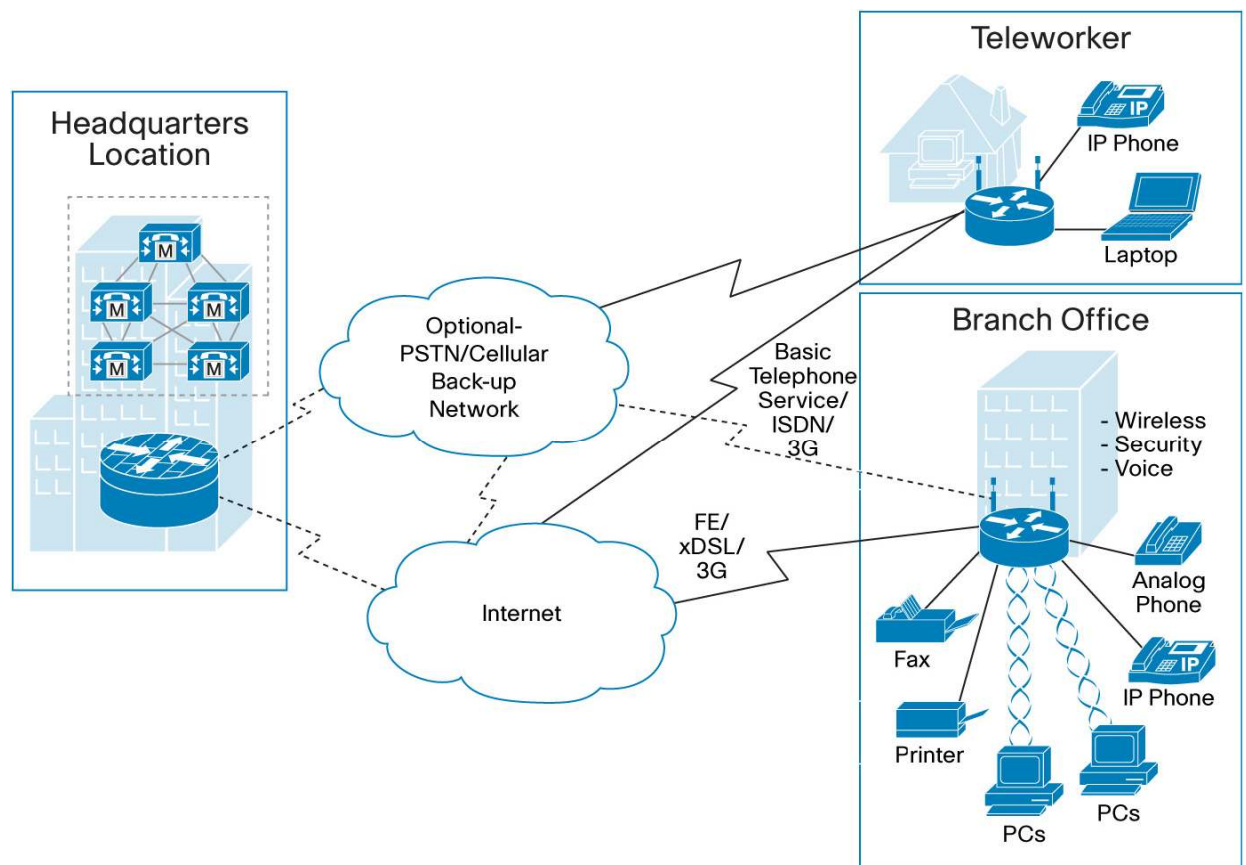 Headquarters
Location
M
M
M
M
M
Optional-
PSTN/Cellular
Back-up
Network
Internet
Basic
Telephone
Service/
ISDN/
3G
FE/
xDSL/
3G
Teleworker
IP
IP Phone
Laptop
Branch Office
- Wireless
- Security
- Voice
Analog
Phone
Fax
IP
IP Phone
Printer
PCs
PCs